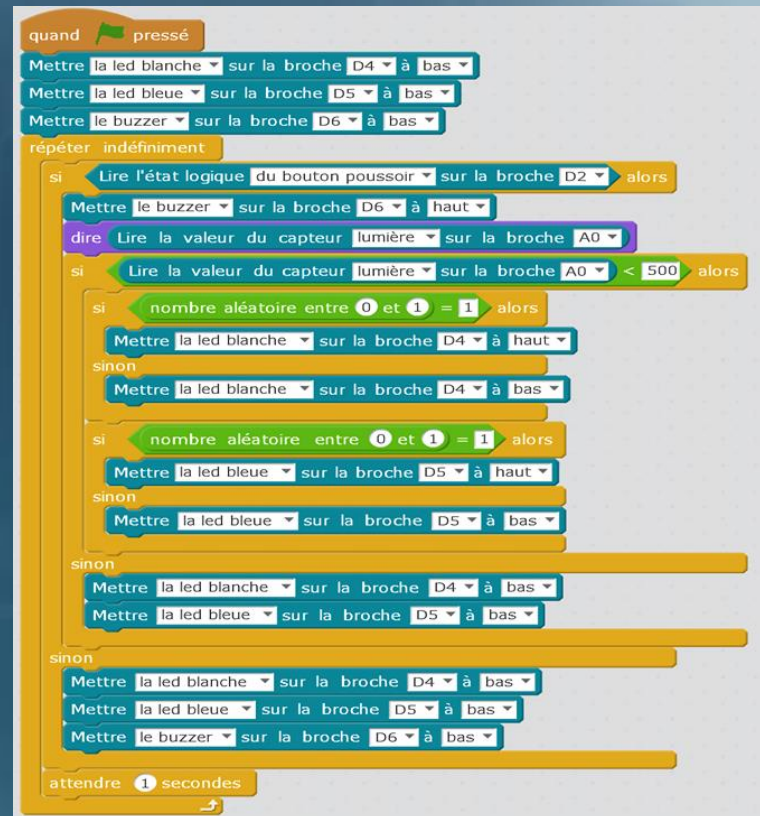 quand pressé
Mettre la led blanche sur la broche D4 à bas
Mettre la led bleue sur la broche D5 à bas
Mettre le buzzer sur la broche D6 à bas
répéter indéfiniment
si Lire l'état logique du bouton poussoir sur la broche D2 alors
Mettre le buzzer sur la broche D6 à haut
dire Lire la valeur du capteur lumière sur la broche A0
si Lire la valeur du capteur lumière sur la broche A0 < 500 alors
si nombre aléatoire entre 0 et 1 = 1 alors
Mettre la led blanche sur la broche D4 à haut
sinon
Mettre la led blanche sur la broche D4 à bas
si nombre aléatoire entre 0 et 1 = 1 alors
Mettre la led bleue sur la broche D5 à haut
sinon
Mettre la led bleue sur la broche D5 à bas
sinon
Mettre la led blanche sur la broche D4 à bas
Mettre la led bleue sur la broche D5 à bas
sinon
Mettre la led blanche sur la broche D4 à bas
Mettre la led bleue sur la broche D5 à bas
Mettre le buzzer sur la broche D6 à bas
attendre 1 secondes